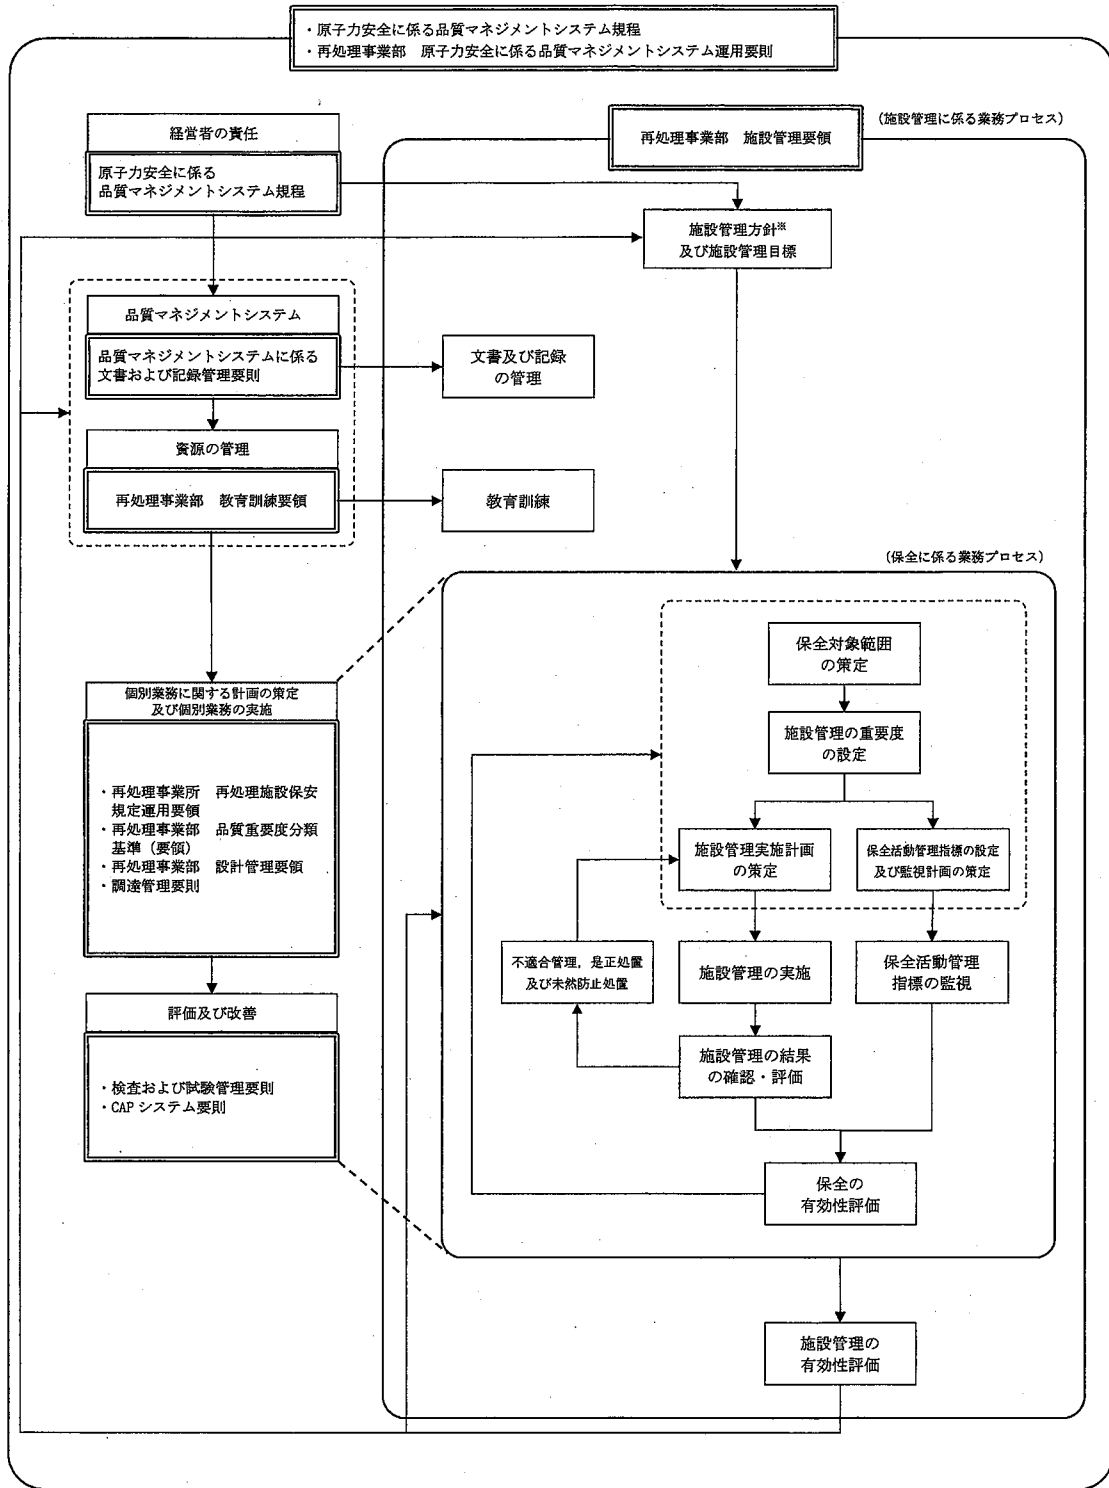 ・原子力安全に係る品質マネジメントシステム規程
・再処理事業部　原子力安全に係る品質マネジメントシステム運用要則
経営者の責任
原子力安全に係る
品質マネジメントシステム規程
品質マネジメントシステム
品質マネジメントシステムに係る
文書および記録管理要則
資源の管理
再処理事業部　教育訓練要領
個別業務に関する計画の策定
及び個別業務の実施
・再処理事業所　再処理施設保安
規定運用要領
・再処理事業部　品質重要度分類
基準（要領）
・再処理事業部　設計管理要領
・調達管理要則
評価及び改善
・検査および試験管理要則
・CAP システム要則
文書及び記録
の管理
教育訓練
（施設管理に係る業務プロセス）
再処理事業部　施設管理要領
施設管理方針※
及び施設管理目標
（保全に係る業務プロセス）
保全対象範囲
の策定
施設管理の重要度
の設定
施設管理実施計画
の策定
保全活動管理指標の設定
及び監視計画の策定
不適合管理，是正処置
及び未然防止処置
施設管理の実施
保全活動管理
指標の監視
施設管理の結果
の確認・評価
保全の
有効性評価
施設管理の
有効性評価